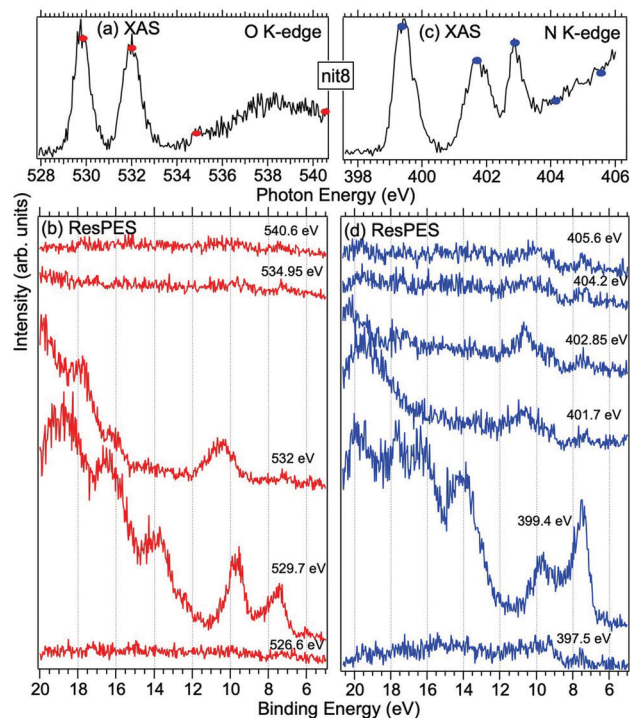 (a) XAS
O K-edge
(c) XAS
N K-edge
nit8
528 530 532 534 536 538 540
398 400 402 404 406
Photon Energy (eV)
Intensity (arb. units)
(b) ResPES
540.6 eV
534.95 eV
532 eV
529.7 eV
526.6 eV
20 18 16 14 12 10 8 6
(d) ResPES
405.6 eV
404.2 eV
402.85 eV
401.7 eV
399.4 eV
397.5 eV
20 18 16 14 12 10 8 6
Binding Energy (eV)